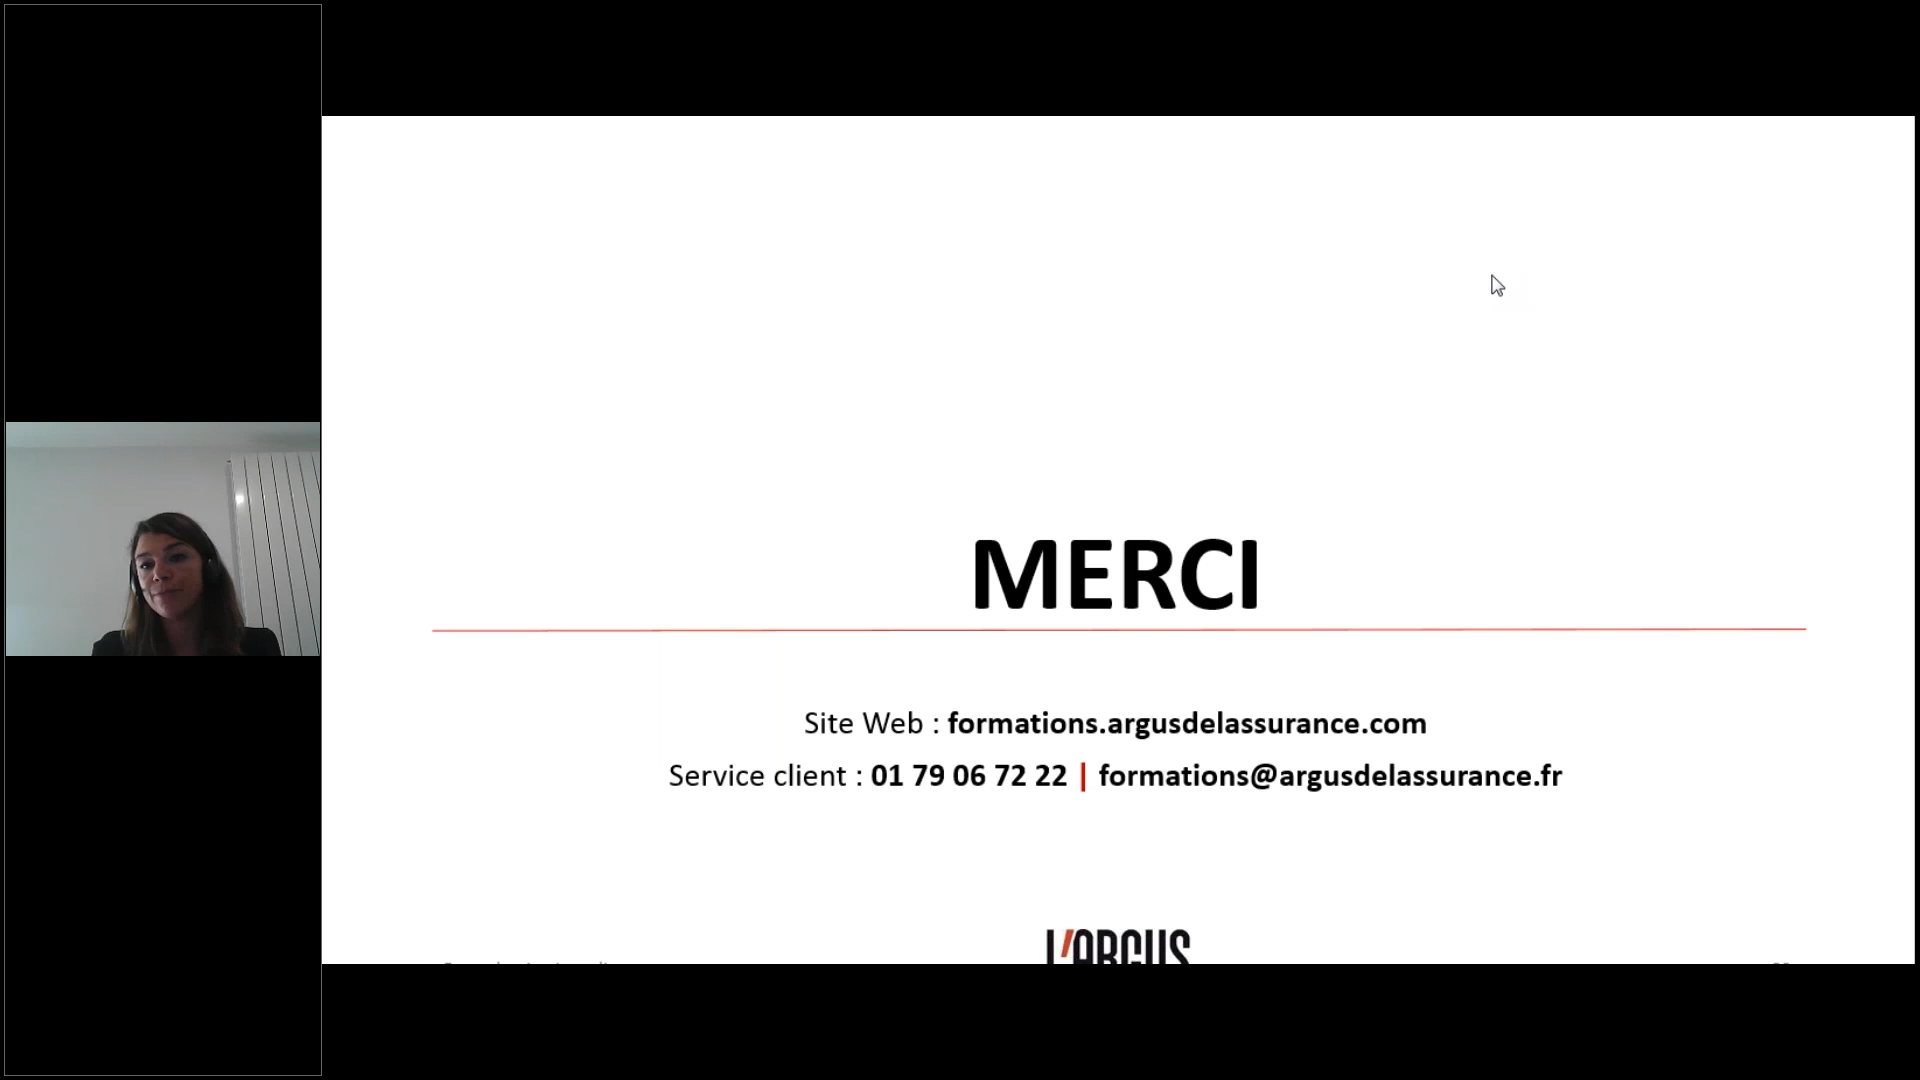 MERCI
Site Web : formations.argusdelassurance.com
Service client : 01 79 06 72 22 | formations@argusdelassurance.fr
L'ARGUS